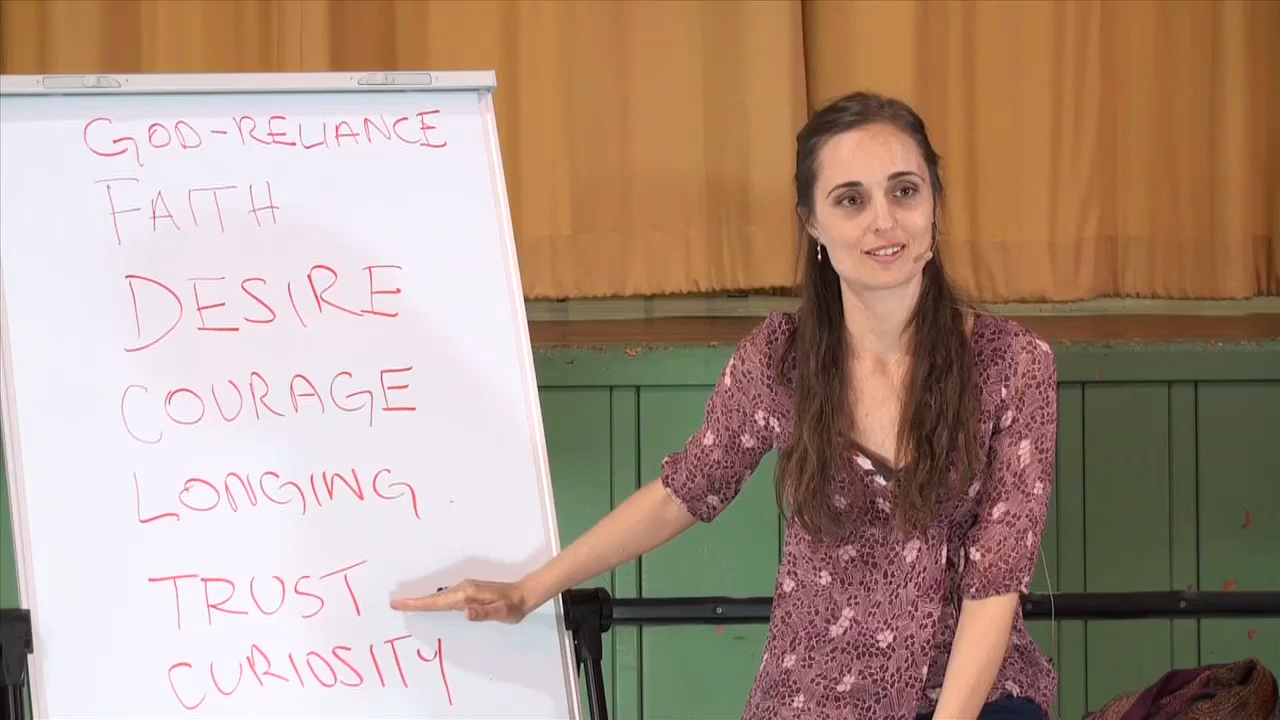 GOD-RELIANCE
FAITH
DESIRE
COURAGE
LONGING
TRUST
CURIOSITY